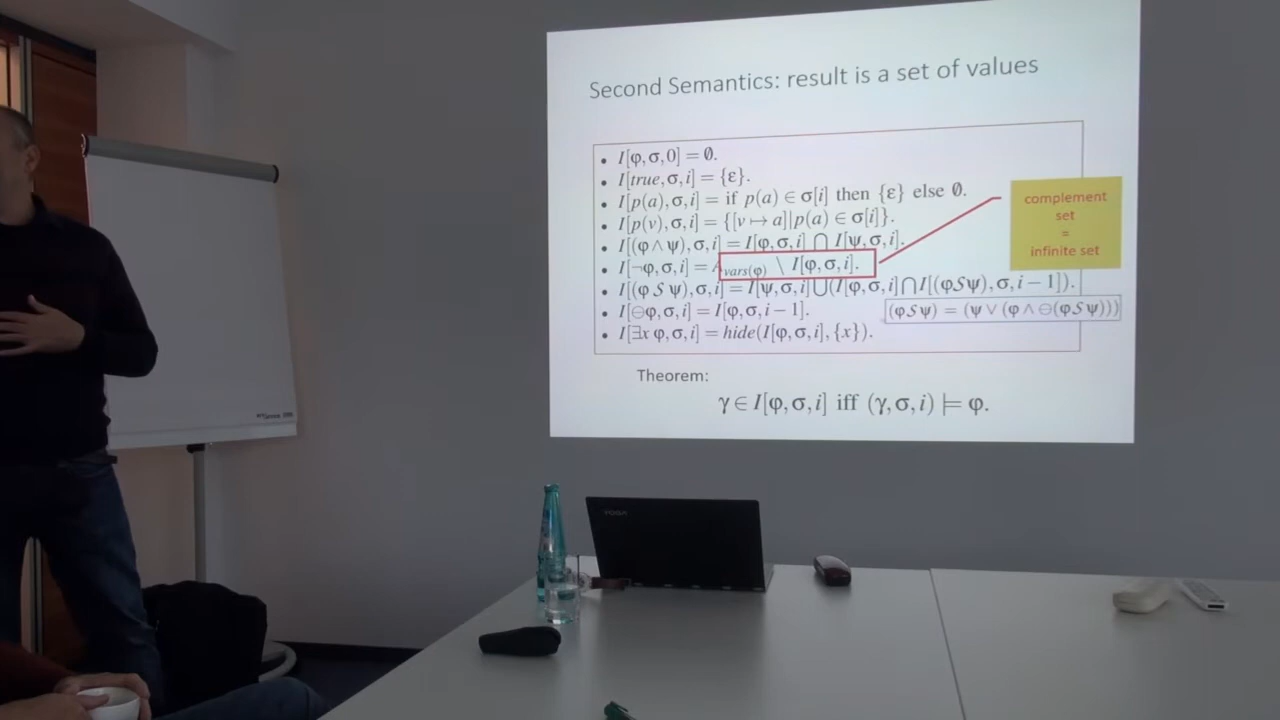 Second Semantics: result is a set of values
• I[φ,σ,0] = ∅.
• I[true,σ,i] = {ε}.
• I[p(a),σ,i] = if p(a) ∈ σ[i] then {ε} else ∅.
• I[p(v),σ,i] = {[v ↦ a]|p(a) ∈ σ[i]}.
• I[(φ ∧ ψ),σ,i] = I[φ,σ,i] ⋂ I[ψ,σ,i].
• I[¬φ,σ,i] = A_vars(φ) \ I[φ,σ,i].
• I[(φ S ψ),σ,i] = I[ψ,σ,i]⋃(I[φ,σ,i]⋂I[(φSψ),σ,i−1]).
• I[⊖φ,σ,i] = I[φ,σ,i−1].
(φSψ) = (ψ ∨ (φ ∧ ⊖(φSψ)))
• I[∃x φ,σ,i] = hide(I[φ,σ,i],{x}).
complement
set
=
infinite set
Theorem:
γ ∈ I[φ,σ,i] iff (γ,σ,i) ⊨ φ.
YOGA